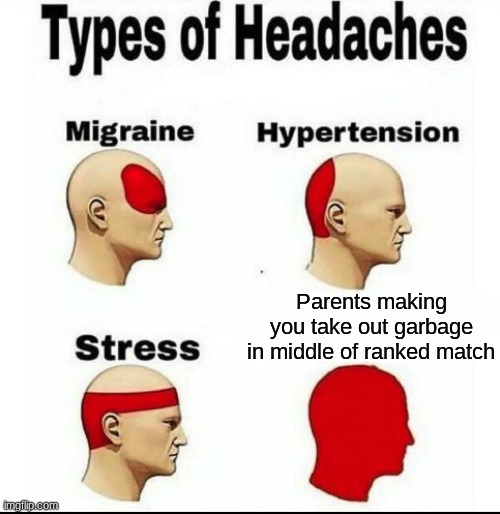 Types of Headaches
Migraine
Hypertension
Stress
Parents making
you take out garbage
in middle of ranked match
imgflip.com